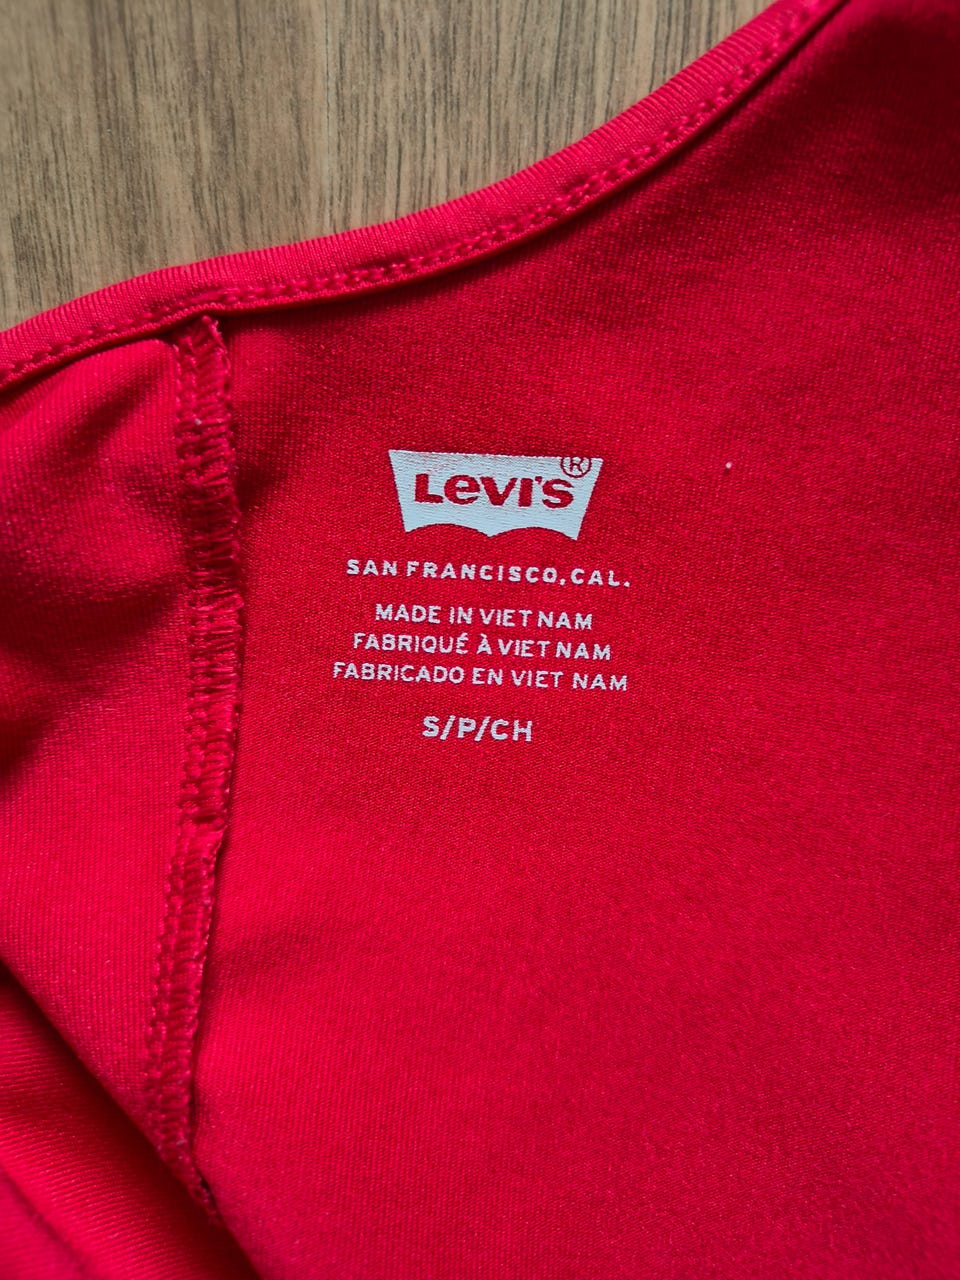 Levi's®
SAN FRANCISCO, CAL.
MADE IN VIET NAM
FABRIQUÉ À VIET NAM
FABRICADO EN VIET NAM
S/P/CH